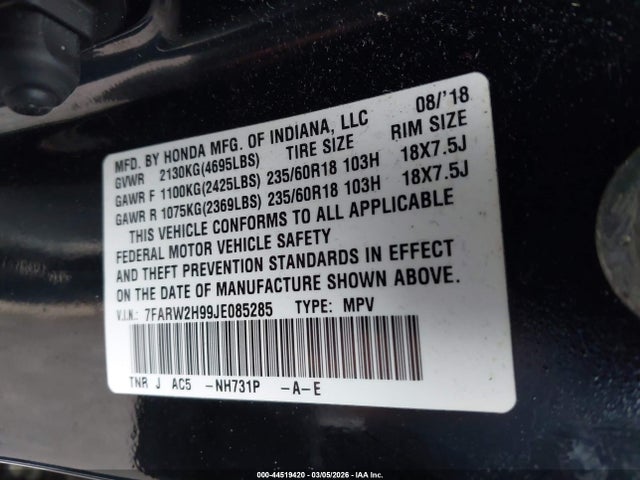 MFD. BY HONDA MFG. OF INDIANA, LLC 08/'18
GVWR 2130KG(4695LBS) TIRE SIZE RIM SIZE
GAWR F 1100KG(2425LBS) 235/60R18 103H 18X7.5J
GAWR R 1075KG(2369LBS) 235/60R18 103H 18X7.5J
THIS VEHICLE CONFORMS TO ALL APPLICABLE
FEDERAL MOTOR VEHICLE SAFETY
AND THEFT PREVENTION STANDARDS IN EFFECT
ON THE DATE OF MANUFACTURE SHOWN ABOVE.
V.I.N.: 7FARW2H99JE085285 TYPE: MPV
TNR J AC5 -NH731P -A-E
000-44519420 - 03/05/2026 - IAA Inc.